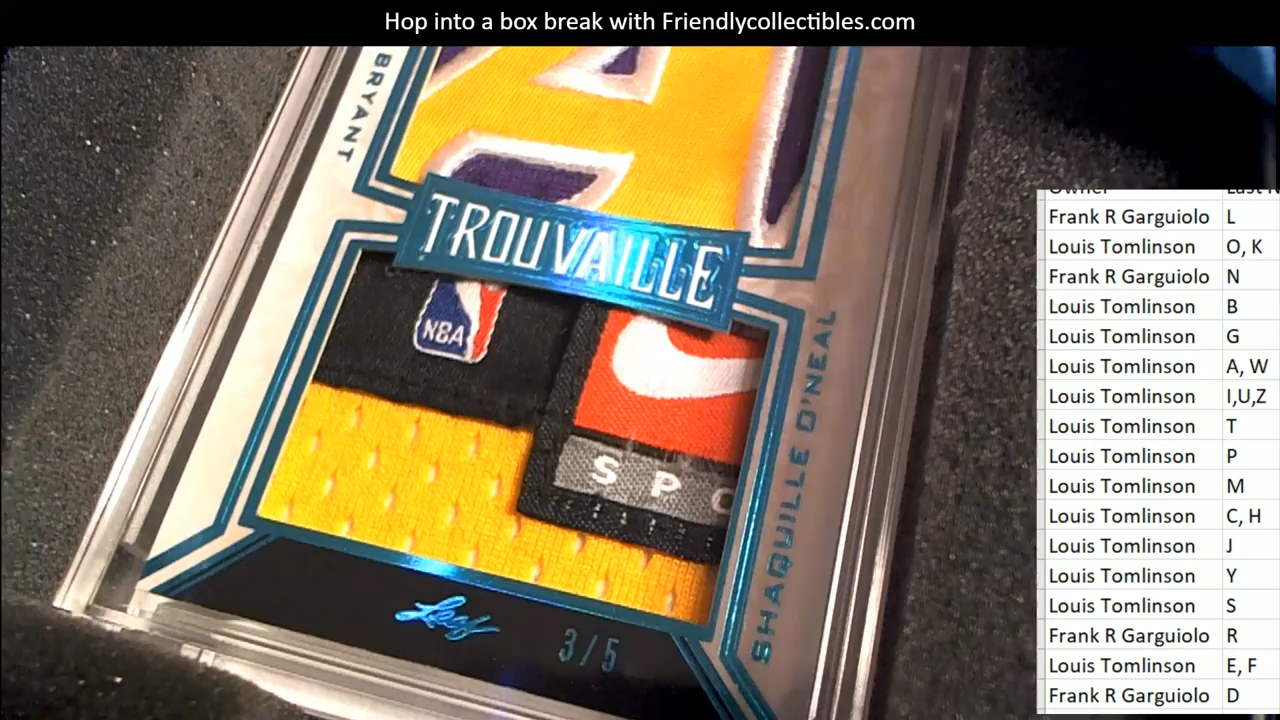 Hop into a box break with Friendlycollectibles.com
BRYANT
TROUVAILLE
NBA
S P
SHAQUILLE O'NEAL
Leaf
3/5
Owner
Frank R Garguiolo L
Louis Tomlinson O, K
Frank R Garguiolo N
Louis Tomlinson B
Louis Tomlinson G
Louis Tomlinson A, W
Louis Tomlinson I,U,Z
Louis Tomlinson T
Louis Tomlinson P
Louis Tomlinson M
Louis Tomlinson C, H
Louis Tomlinson J
Louis Tomlinson Y
Louis Tomlinson S
Frank R Garguiolo R
Louis Tomlinson E, F
Frank R Garguiolo D